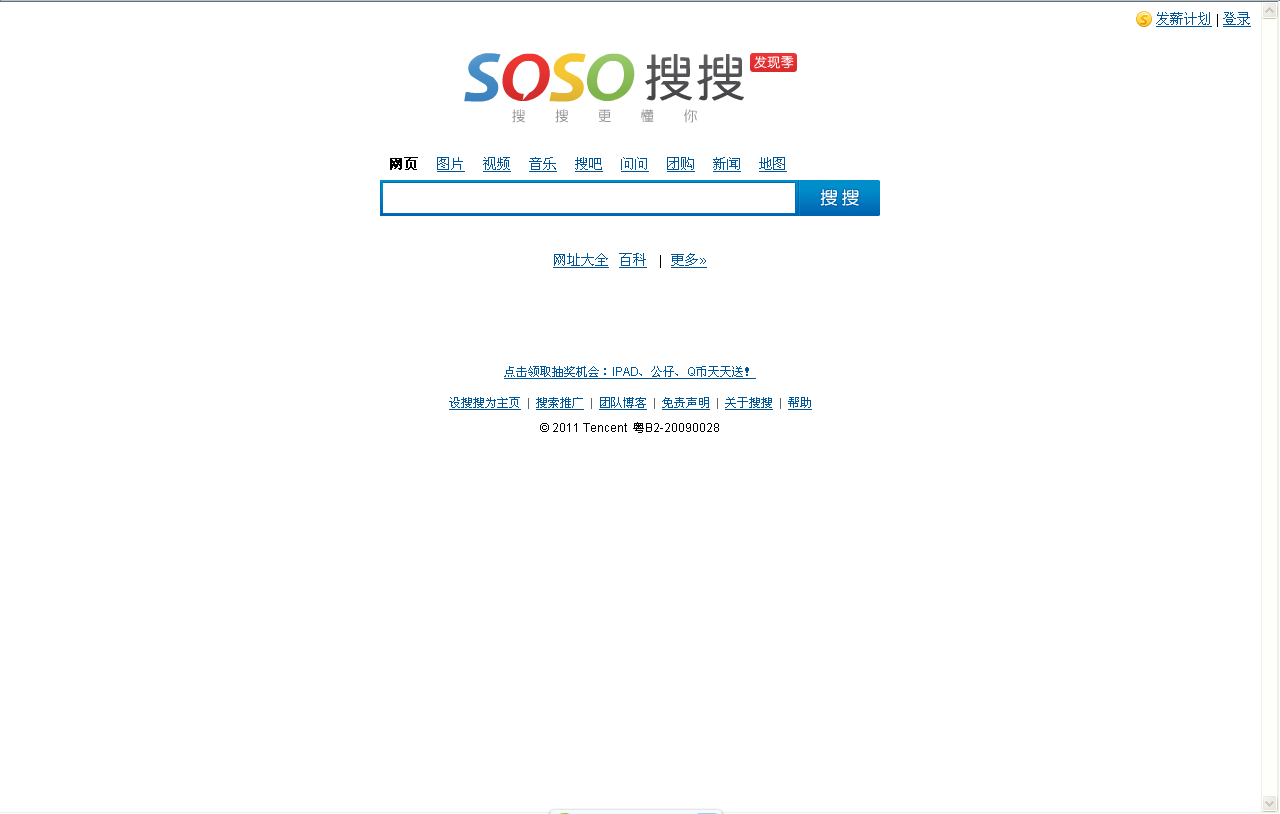 发薪计划 | 登录
SOSO 搜搜 发现季
搜 搜 更 懂 你
网页 图片 视频 音乐 搜吧 问问 团购 新闻 地图
搜 搜
网址大全 百科 | 更多»
点击领取抽奖机会：IPAD、公仔、Q币天天送！
设搜搜为主页 | 搜索推广 | 团队博客 | 免责声明 | 关于搜搜 | 帮助
© 2011 Tencent 粤B2-20090028